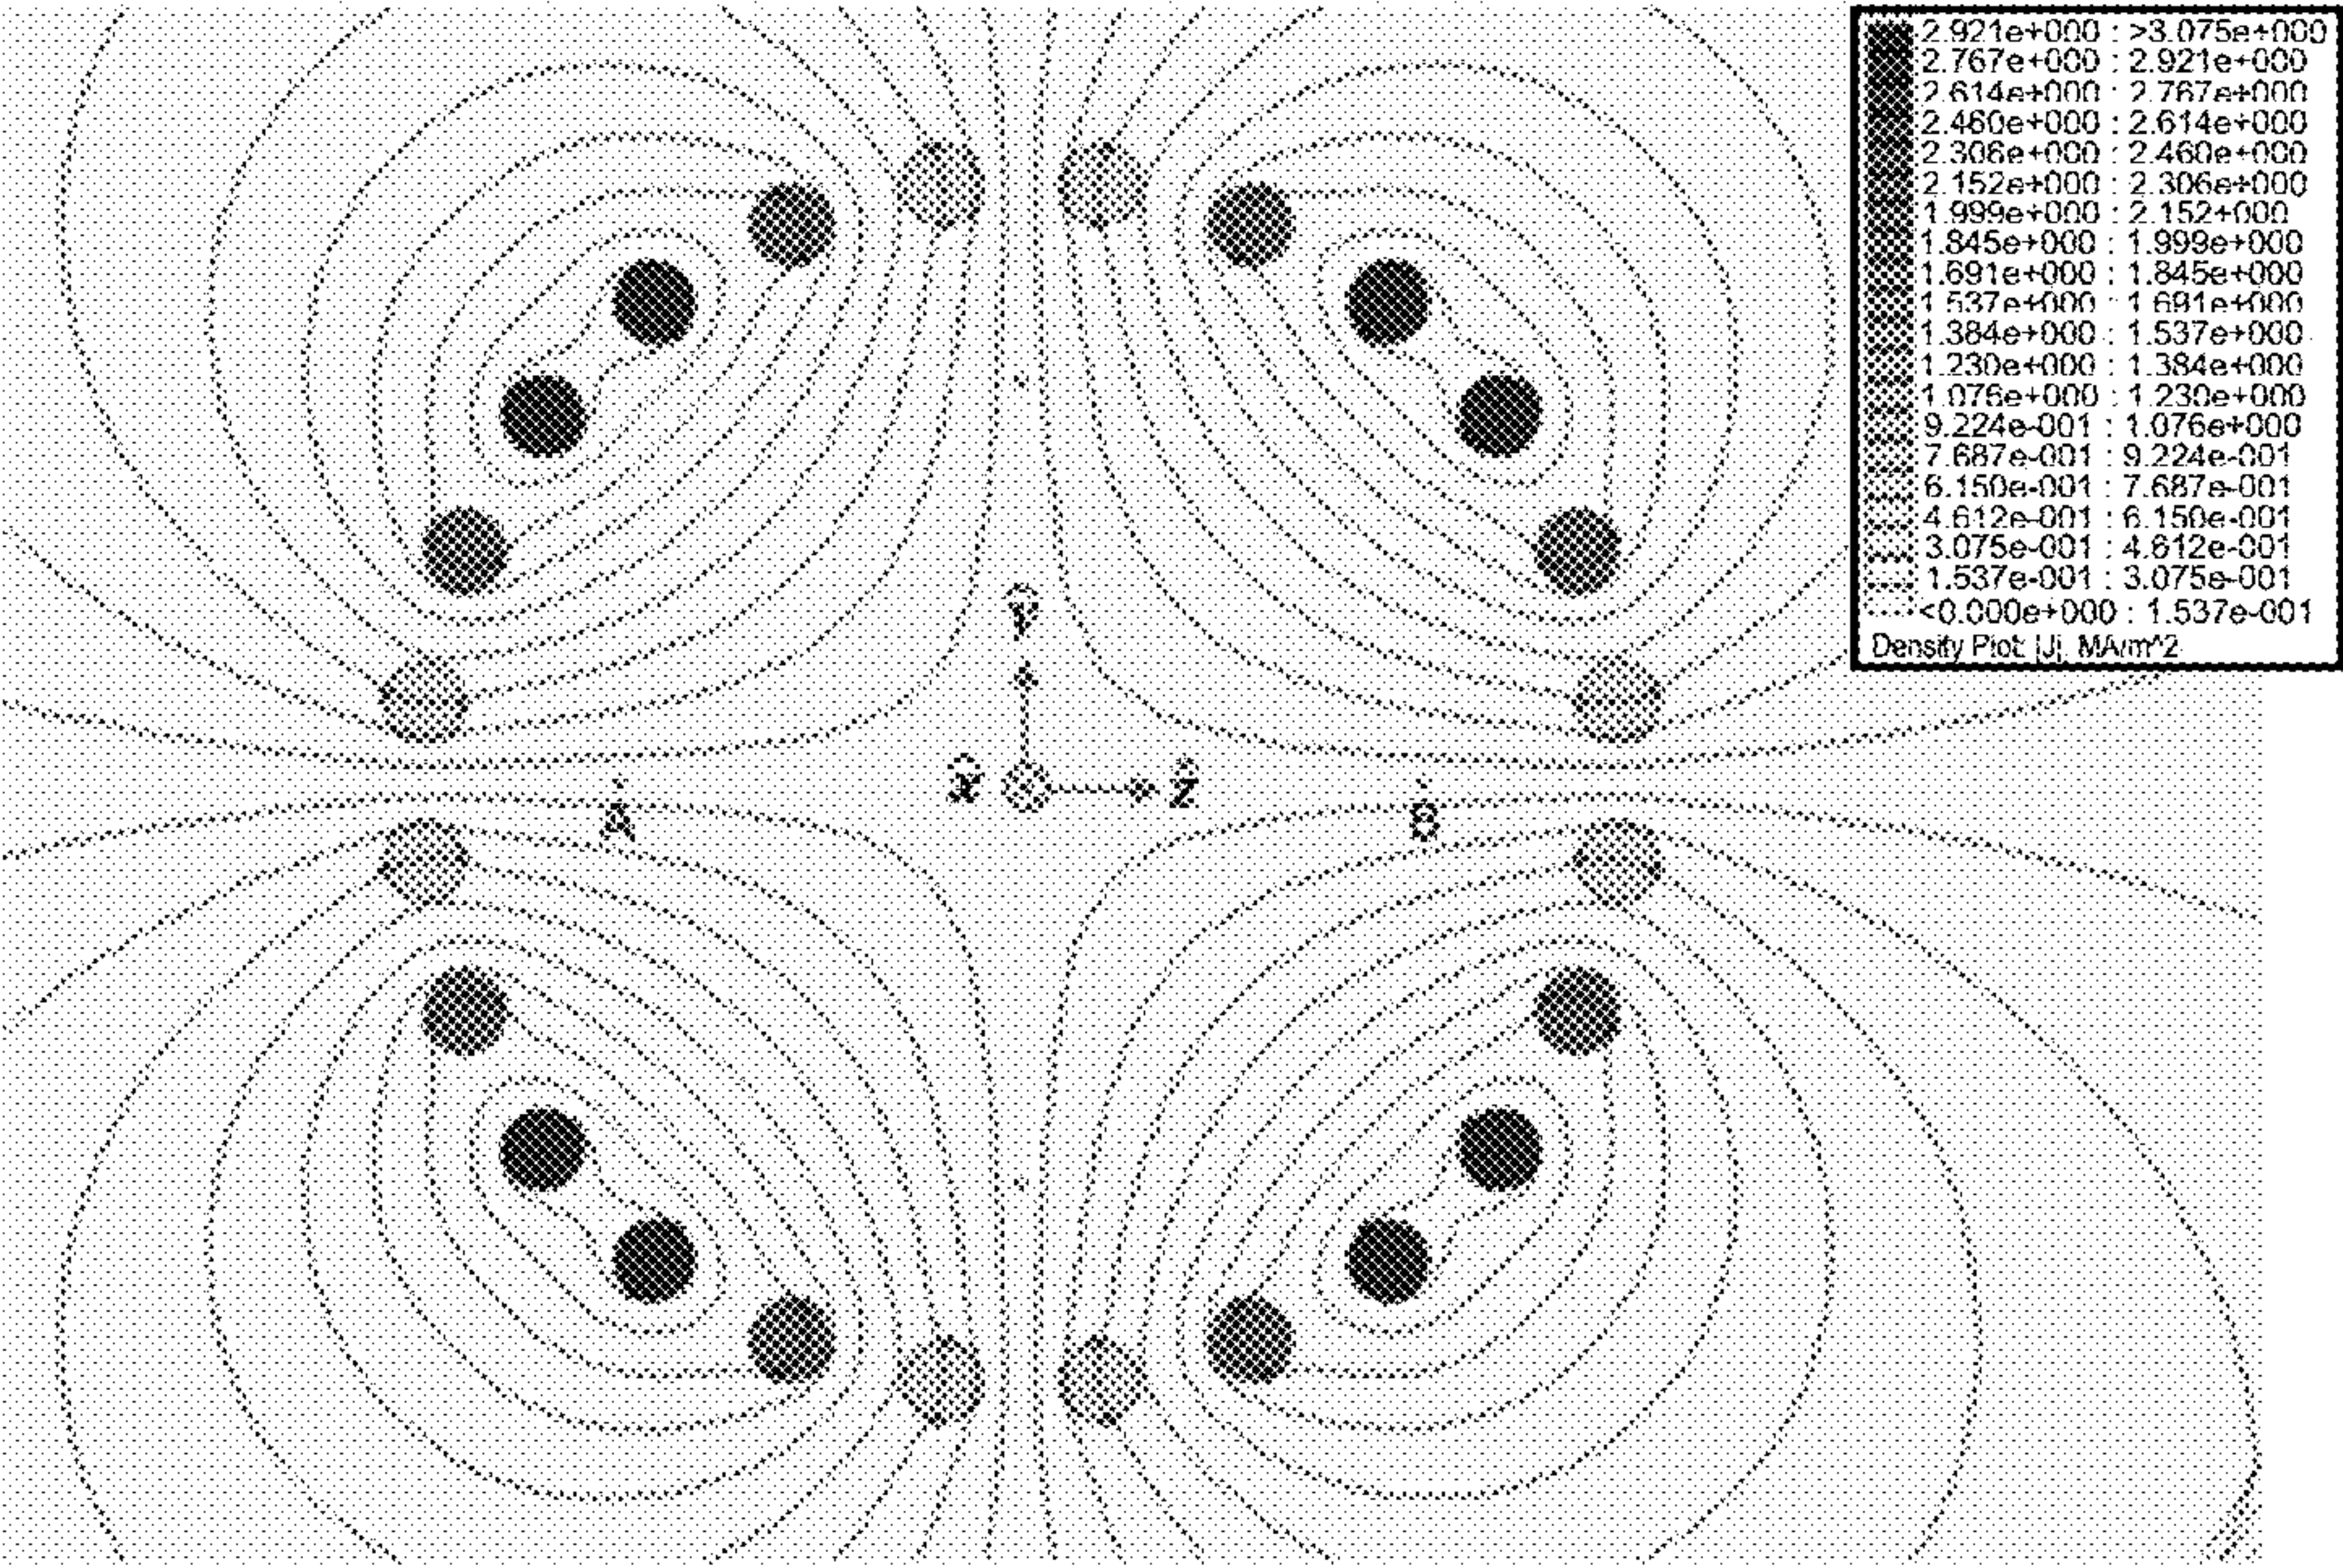 2.921e+000 : >3.075e+000
2.767e+000 : 2.921e+000
2.614e+000 : 2.767e+000
2.460e+000 : 2.614e+000
2.306e+000 : 2.460e+000
2.152e+000 : 2.306e+000
1.999e+000 : 2.152+000
1.845e+000 : 1.999e+000
1.691e+000 : 1.845e+000
1.537e+000 : 1.691e+000
1.384e+000 : 1.537e+000
1.230e+000 : 1.384e+000
1.076e+000 : 1.230e+000
9.224e-001 : 1.076e+000
7.687e-001 : 9.224e-001
6.150e-001 : 7.687e-001
4.612e-001 : 6.150e-001
3.075e-001 : 4.612e-001
1.537e-001 : 3.075e-001
<0.000e+000 : 1.537e-001
Density Plot: |J|, MA/m^2
ŷ
x̂ ẑ
A B